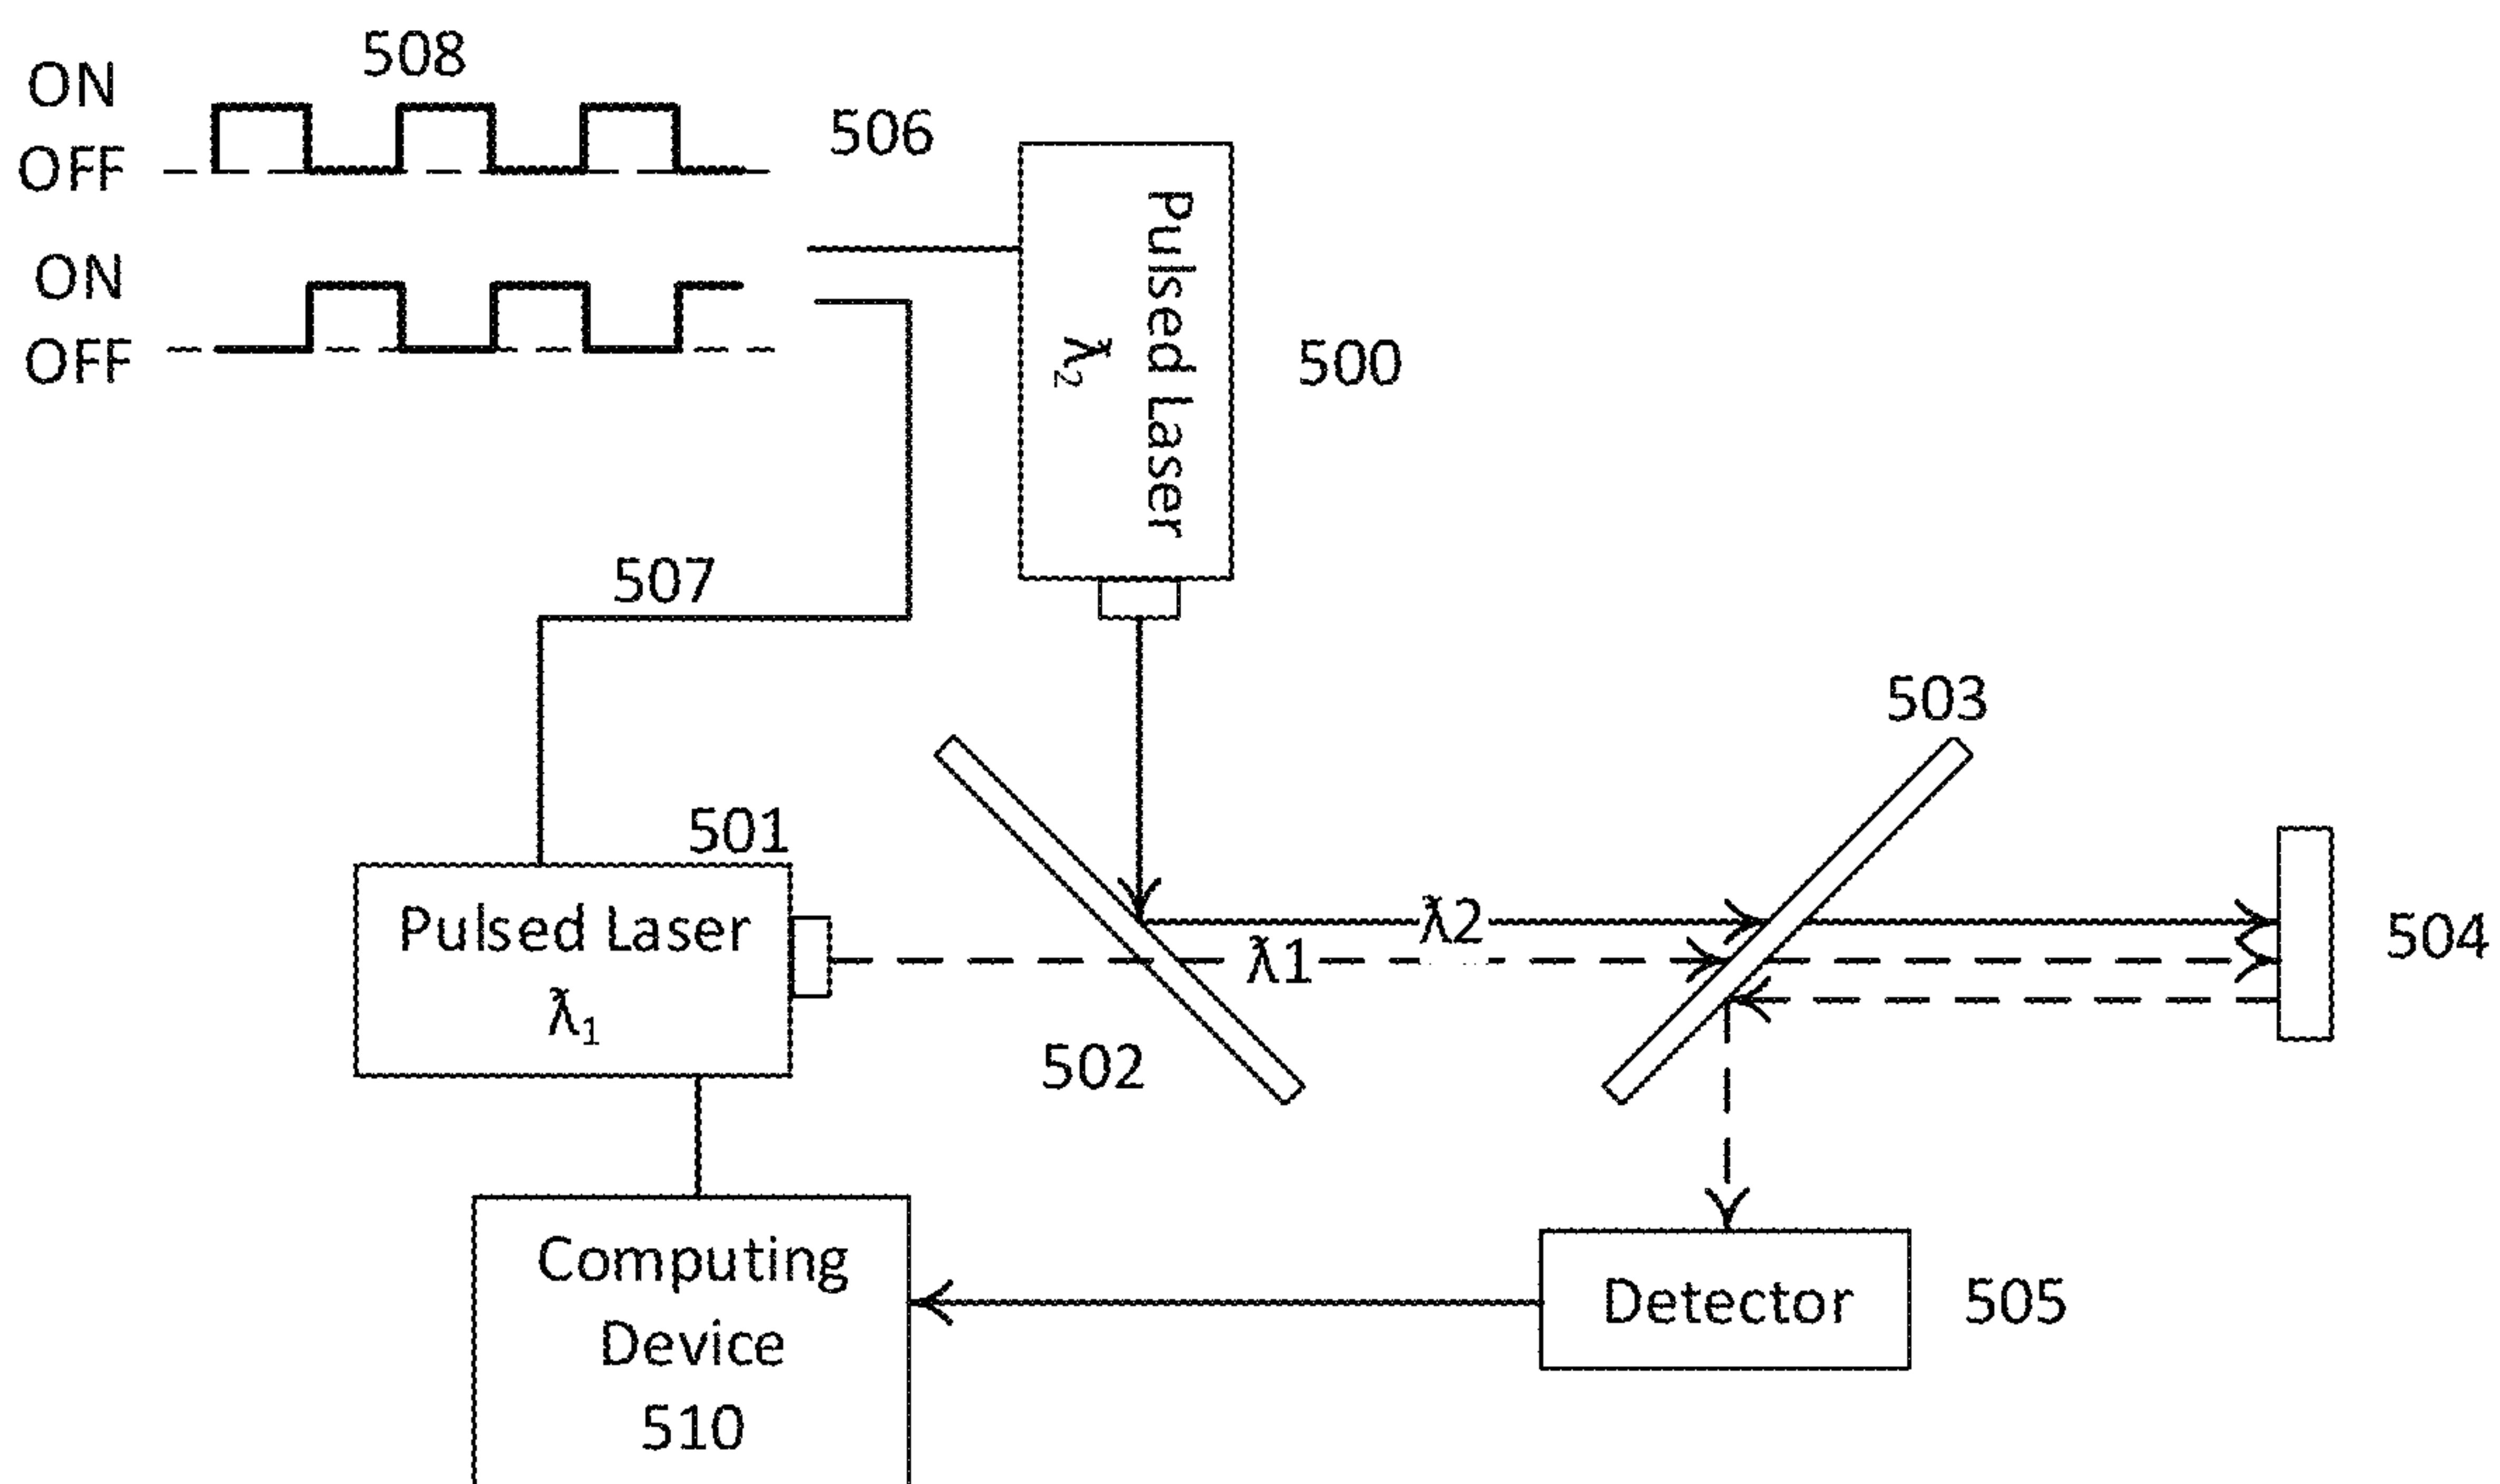 508
ON
506
OFF
ON
OFF
Pulsed Laser
λ₂
500
507
503
501
Pulsed Laser
λ₁
λ2
λ1
504
502
Computing
Device
510
Detector
505